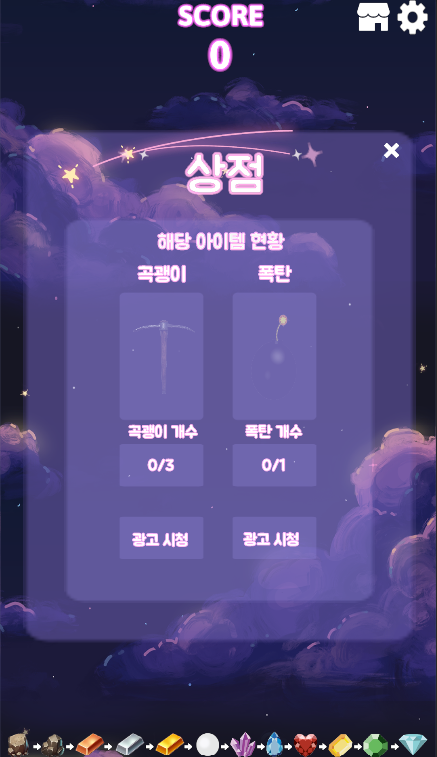 SCORE
0
상점
해당 아이템 현황
곡괭이 폭탄
곡괭이 개수 폭탄 개수
0/3 0/1
광고 시청 광고 시청